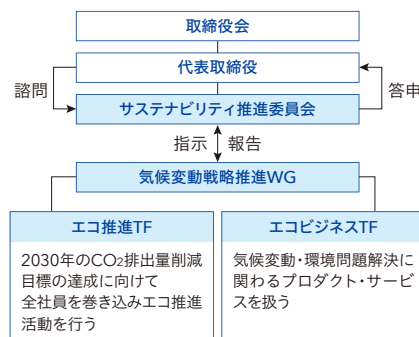 取締役会
代表取締役
諮問
答申
サステナビリティ推進委員会
指示 報告
気候変動戦略推進WG
エコ推進TF
2030年のCO₂排出量削減
目標の達成に向けて
全社員を巻き込みエコ推進
活動を行う
エコビジネスTF
気候変動・環境問題解決に
関わるプロダクト・サービ
スを扱う